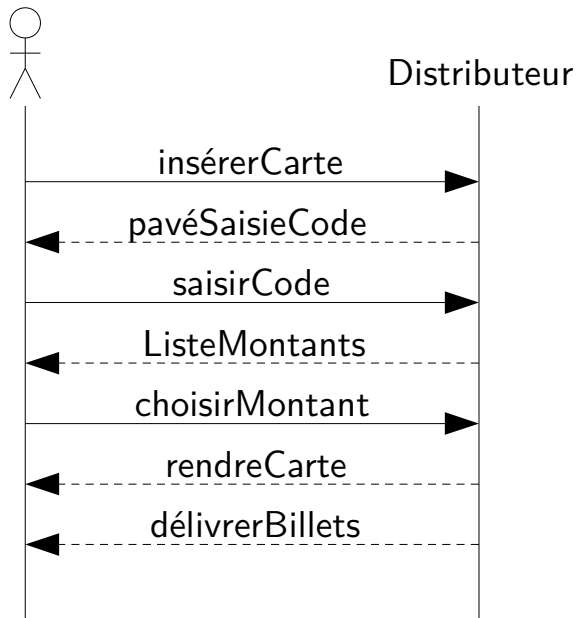 Distributeur
insérerCarte
pavéSaisieCode
saisirCode
ListeMontants
choisirMontant
rendreCarte
délivrerBillets